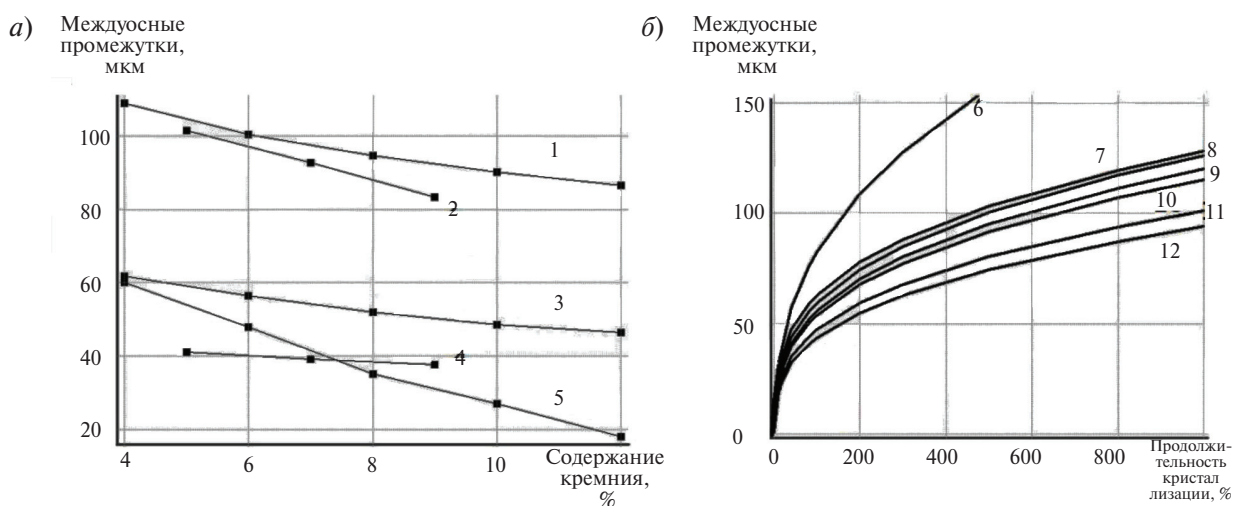 а)
Междуосные
промежутки,
мкм
100
80
60
40
20
4
6
8
10
Содержание
кремния,
%
1
2
3
4
5
б)
Междуосные
промежутки,
мкм
150
100
50
0
0
200
400
600
800
Продолжи-
тельность
кристал
лизации, %
6
7
8
9
10
11
12